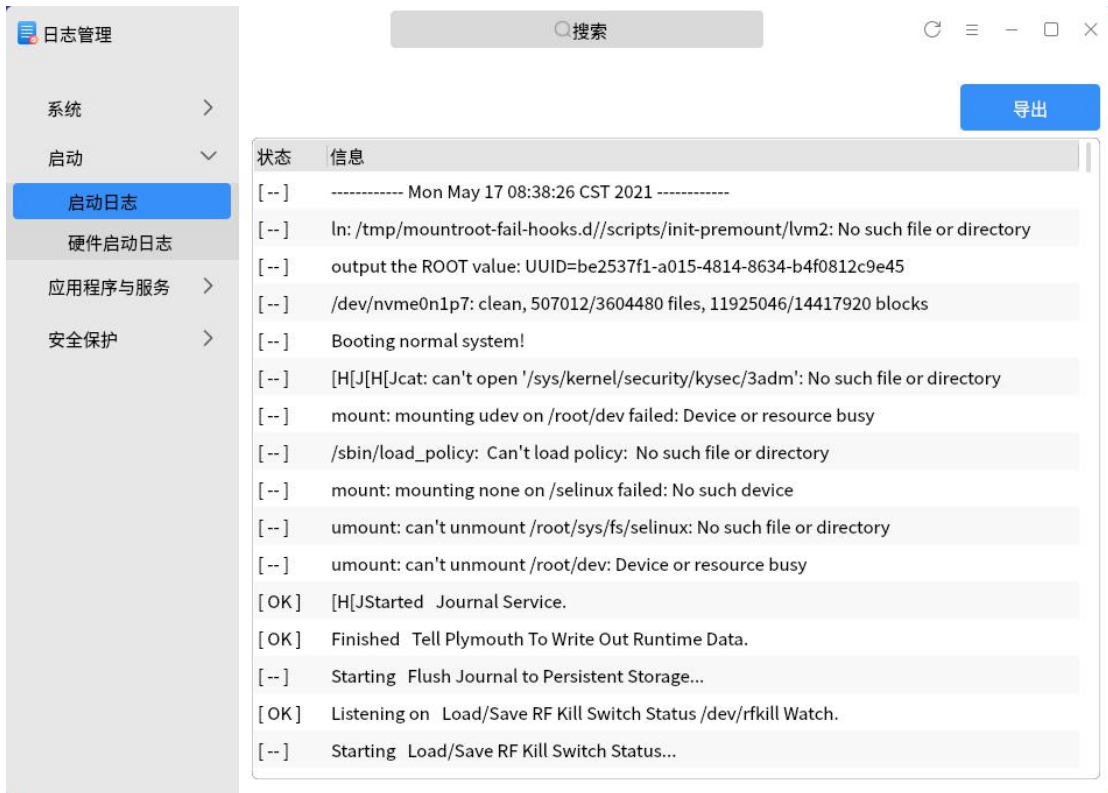 日志管理
搜索
系统
导出
启动
状态 信息
启动日志
[--] ------------ Mon May 17 08:38:26 CST 2021 ------------
[--] ln: /tmp/mountroot-fail-hooks.d//scripts/init-premount/lvm2: No such file or directory
硬件启动日志
[--] output the ROOT value: UUID=be2537f1-a015-4814-8634-b4f0812c9e45
应用程序与服务
[--] /dev/nvme0n1p7: clean, 507012/3604480 files, 11925046/14417920 blocks
安全保护
[--] Booting normal system!
[--] [H[J[H[Jcat: can't open '/sys/kernel/security/kysec/3adm': No such file or directory
[--] mount: mounting udev on /root/dev failed: Device or resource busy
[--] /sbin/load_policy: Can't load policy: No such file or directory
[--] mount: mounting none on /selinux failed: No such device
[--] umount: can't unmount /root/sys/fs/selinux: No such file or directory
[--] umount: can't unmount /root/dev: Device or resource busy
[OK] [H[JStarted Journal Service.
[OK] Finished Tell Plymouth To Write Out Runtime Data.
[--] Starting Flush Journal to Persistent Storage...
[OK] Listening on Load/Save RF Kill Switch Status /dev/rfkill Watch.
[--] Starting Load/Save RF Kill Switch Status...